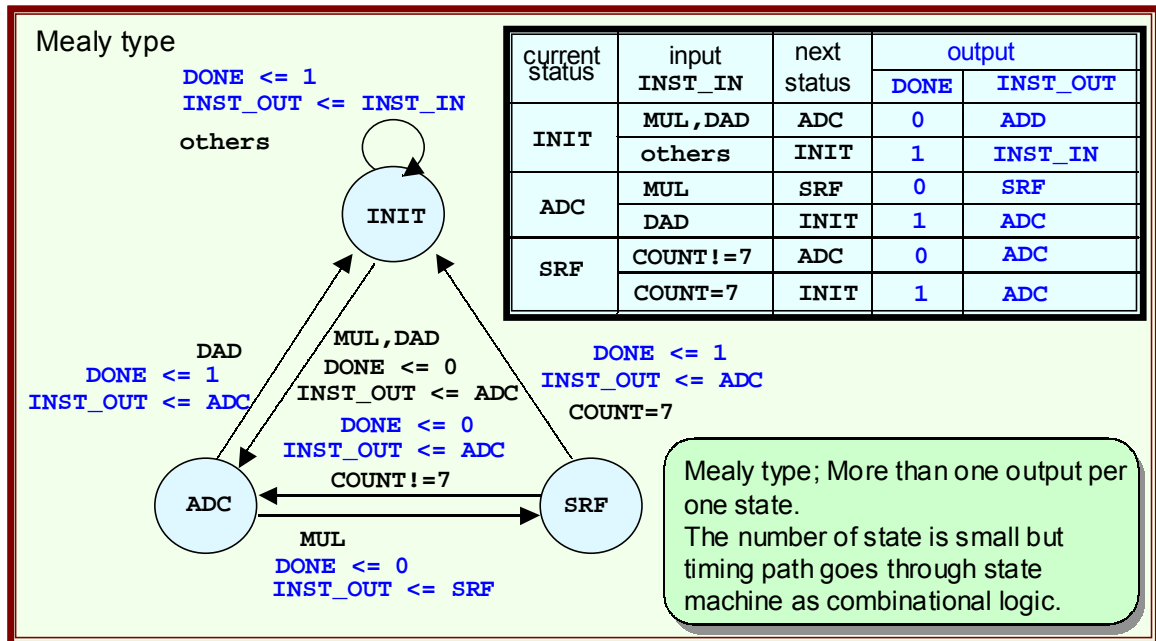 Mealy type
DONE <= 1
INST_OUT <= INST_IN
others
INIT
current status
input
INST_IN
next
status
output
DONE
INST_OUT
INIT
MUL,DAD
ADC
0
ADD
others
INIT
1
INST_IN
ADC
MUL
SRF
0
SRF
DAD
INIT
1
ADC
SRF
COUNT!=7
ADC
0
ADC
COUNT=7
INIT
1
ADC
DAD
DONE <= 1
INST_OUT <= ADC
MUL,DAD
DONE <= 0
INST_OUT <= ADC
DONE <= 0
INST_OUT <= ADC
COUNT!=7
DONE <= 1
INST_OUT <= ADC
COUNT=7
ADC
SRF
MUL
DONE <= 0
INST_OUT <= SRF
Mealy type; More than one output per
one state.
The number of state is small but
timing path goes through state
machine as combinational logic.